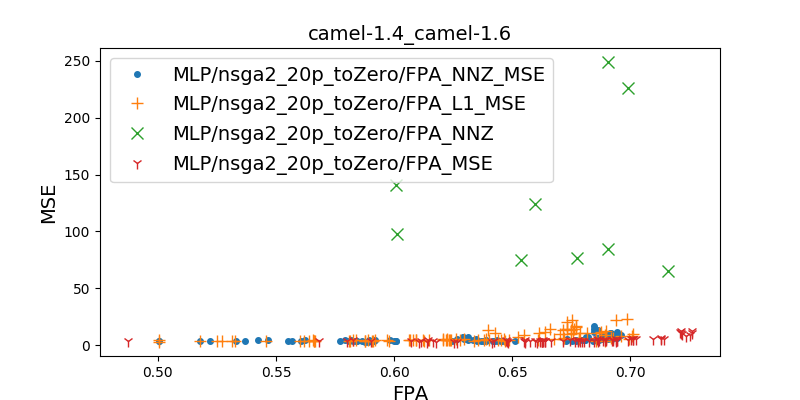 camel-1.4_camel-1.6
MLP/nsga2_20p_toZero/FPA_NNZ_MSE
MLP/nsga2_20p_toZero/FPA_L1_MSE
MLP/nsga2_20p_toZero/FPA_NNZ
MLP/nsga2_20p_toZero/FPA_MSE
250
200
150
100
50
0
MSE
0.50 0.55 0.60 0.65 0.70
FPA